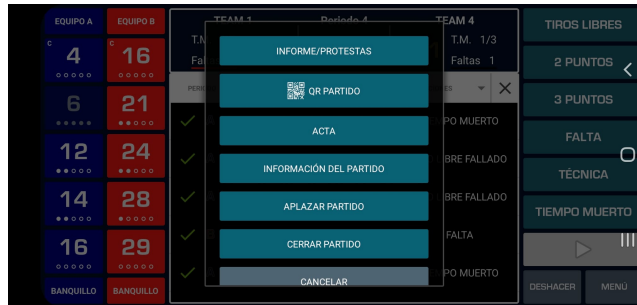 EQUIPO A
EQUIPO B
TEAM 1
Periodo 4
TEAM 4
TIROS LIBRES
C
4
C
16
T.M. 1/3
Faltas 1
2 PUNTOS
INFORME/PROTESTAS
6
21
QR PARTIDO
3 PUNTOS
PO MUERTO
ACTA
FALTA
12
24
BRE FALLADO
INFORMACIÓN DEL PARTIDO
TÉCNICA
14
28
BRE FALLADO
APLAZAR PARTIDO
TIEMPO MUERTO
16
29
FALTA
CERRAR PARTIDO
PO MUERTO
CANCELAR
BANQUILLO
BANQUILLO
DESHACER
MENÚ